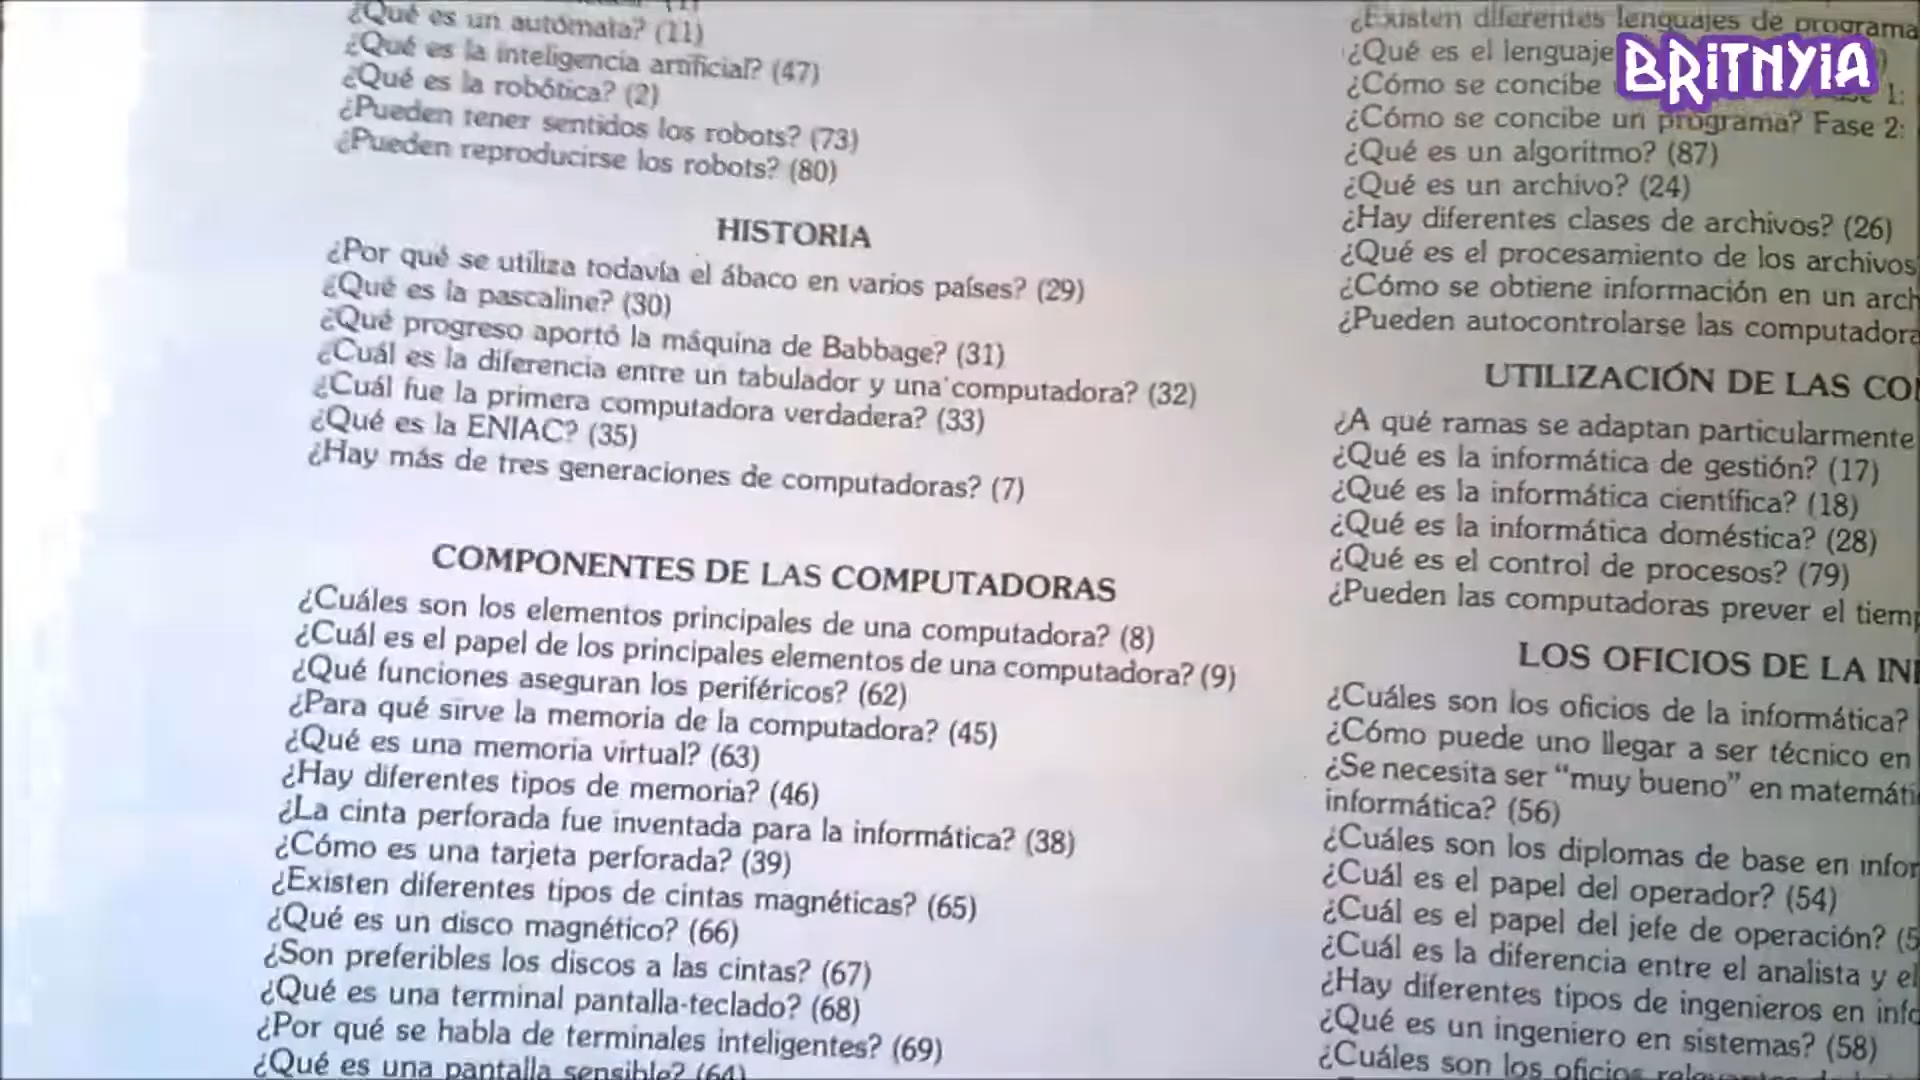 ¿Qué es un autómata? (11)
¿Qué es la inteligencia artificial? (47)
¿Qué es la robótica? (2)
¿Pueden tener sentidos los robots? (73)
¿Pueden reproducirse los robots? (80)
HISTORIA
¿Por qué se utiliza todavía el ábaco en varios países? (29)
¿Qué es la pascaline? (30)
¿Qué progreso aportó la máquina de Babbage? (31)
¿Cuál es la diferencia entre un tabulador y una computadora? (32)
¿Cuál fue la primera computadora verdadera? (33)
¿Qué es la ENIAC? (35)
¿Hay más de tres generaciones de computadoras? (7)
COMPONENTES DE LAS COMPUTADORAS
¿Cuáles son los elementos principales de una computadora? (8)
¿Cuál es el papel de los principales elementos de una computadora? (9)
¿Qué funciones aseguran los periféricos? (62)
¿Para qué sirve la memoria de la computadora? (45)
¿Qué es una memoria virtual? (63)
¿Hay diferentes tipos de memoria? (46)
¿La cinta perforada fue inventada para la informática? (38)
¿Cómo es una tarjeta perforada? (39)
¿Existen diferentes tipos de cintas magnéticas? (65)
¿Qué es un disco magnético? (66)
¿Son preferibles los discos a las cintas? (67)
¿Qué es una terminal pantalla-teclado? (68)
¿Por qué se habla de terminales inteligentes? (69)
¿Qué es una pantalla sensible? (64)
¿Existen diferentes lenguajes de programa
¿Qué es el lenguaje
BRITNYIA
¿Cómo se concibe 1:
¿Cómo se concibe un programa? Fase 2:
¿Qué es un algoritmo? (87)
¿Qué es un archivo? (24)
¿Hay diferentes clases de archivos? (26)
¿Qué es el procesamiento de los archivos
¿Cómo se obtiene información en un arch
¿Pueden autocontrolarse las computadora
UTILIZACIÓN DE LAS CO
¿A qué ramas se adaptan particularmente
¿Qué es la informática de gestión? (17)
¿Qué es la informática científica? (18)
¿Qué es la informática doméstica? (28)
¿Qué es el control de procesos? (79)
¿Pueden las computadoras prever el tiemp
LOS OFICIOS DE LA IN
¿Cuáles son los oficios de la informática?
¿Cómo puede uno llegar a ser técnico en
¿Se necesita ser "muy bueno" en matemáti
informática? (56)
¿Cuáles son los diplomas de base en infor
¿Cuál es el papel del operador? (54)
¿Cuál es el papel del jefe de operación? (5
¿Cuál es la diferencia entre el analista y el
¿Hay diferentes tipos de ingenieros en info
¿Qué es un ingeniero en sistemas? (58)
¿Cuáles son los oficios